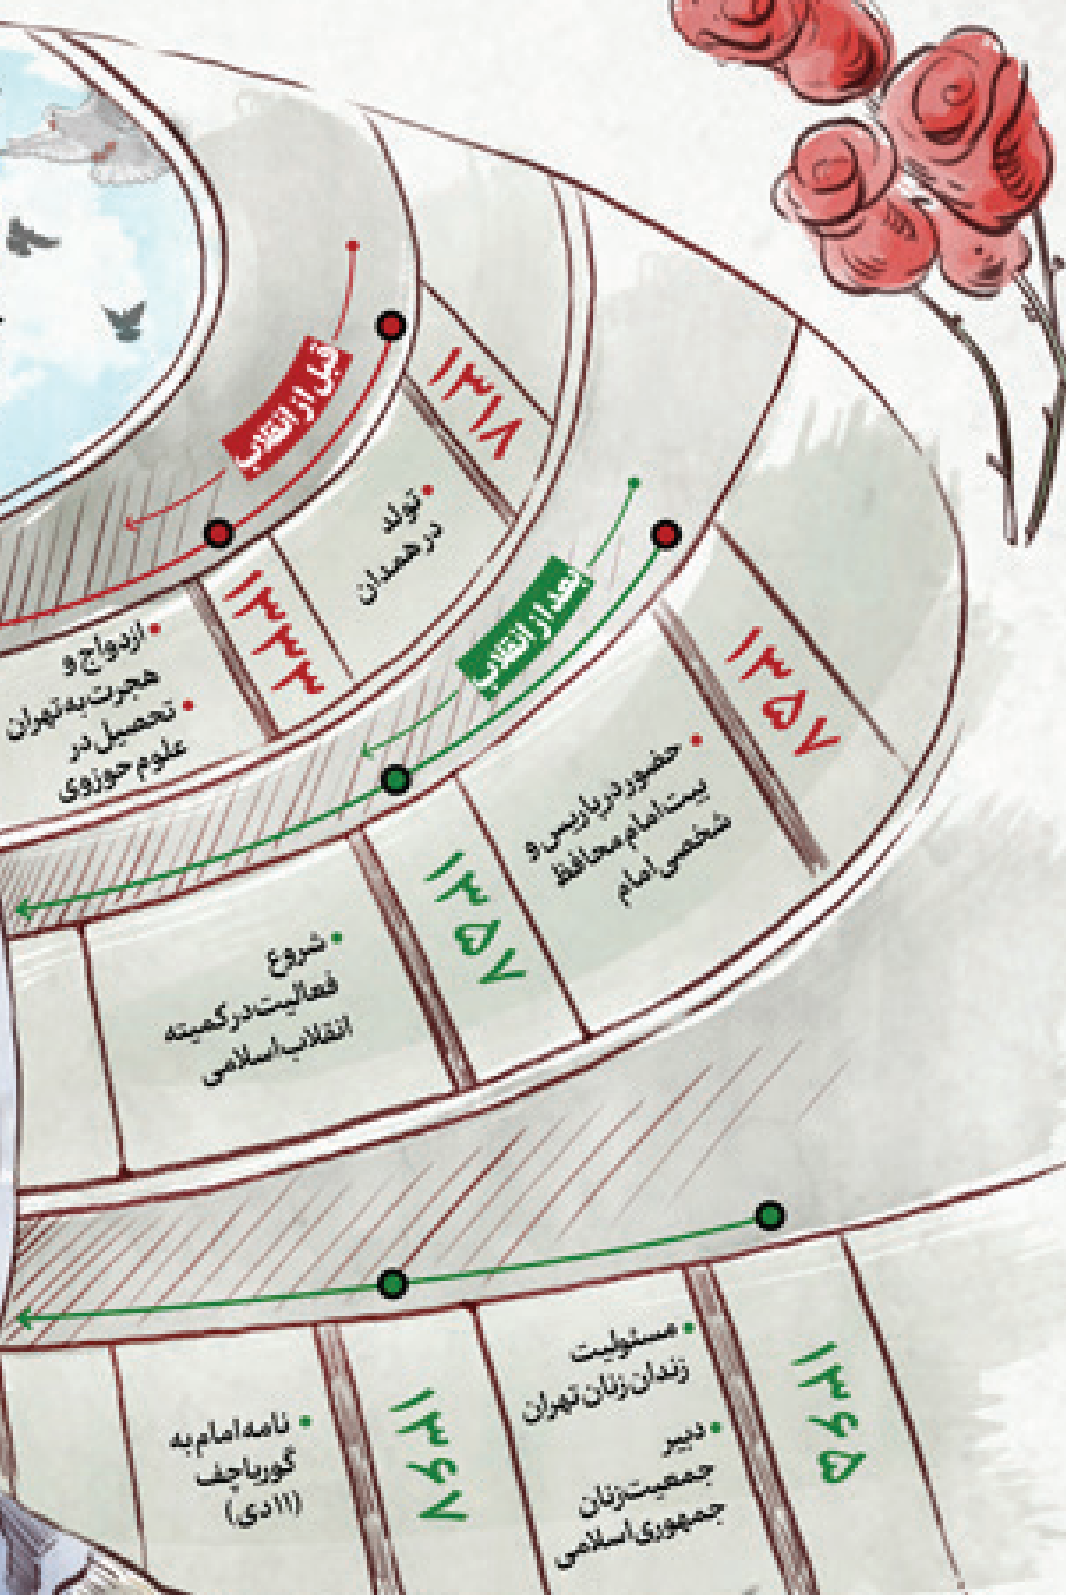 قبل از انقلاب
۱۳۱۸
• تولد
در همدان
۱۳۴۴
• ازدواج و
هجرت به تهران
• تحصیل در
علوم حوزوی
بعد از انقلاب
۱۳۵۷
• حضور در پاریس و
بیت امام محافظ
شخصی امام
۱۳۵۷
• شروع
فعالیت در کمیته
انقلاب اسلامی
۱۳۶۵
• مسئولیت
زندان زنان تهران
• دبیر
جمعیت زنان
جمهوری اسلامی
۱۳۶۷
• نامه امام به
گورباچف
(۱۱ دی)